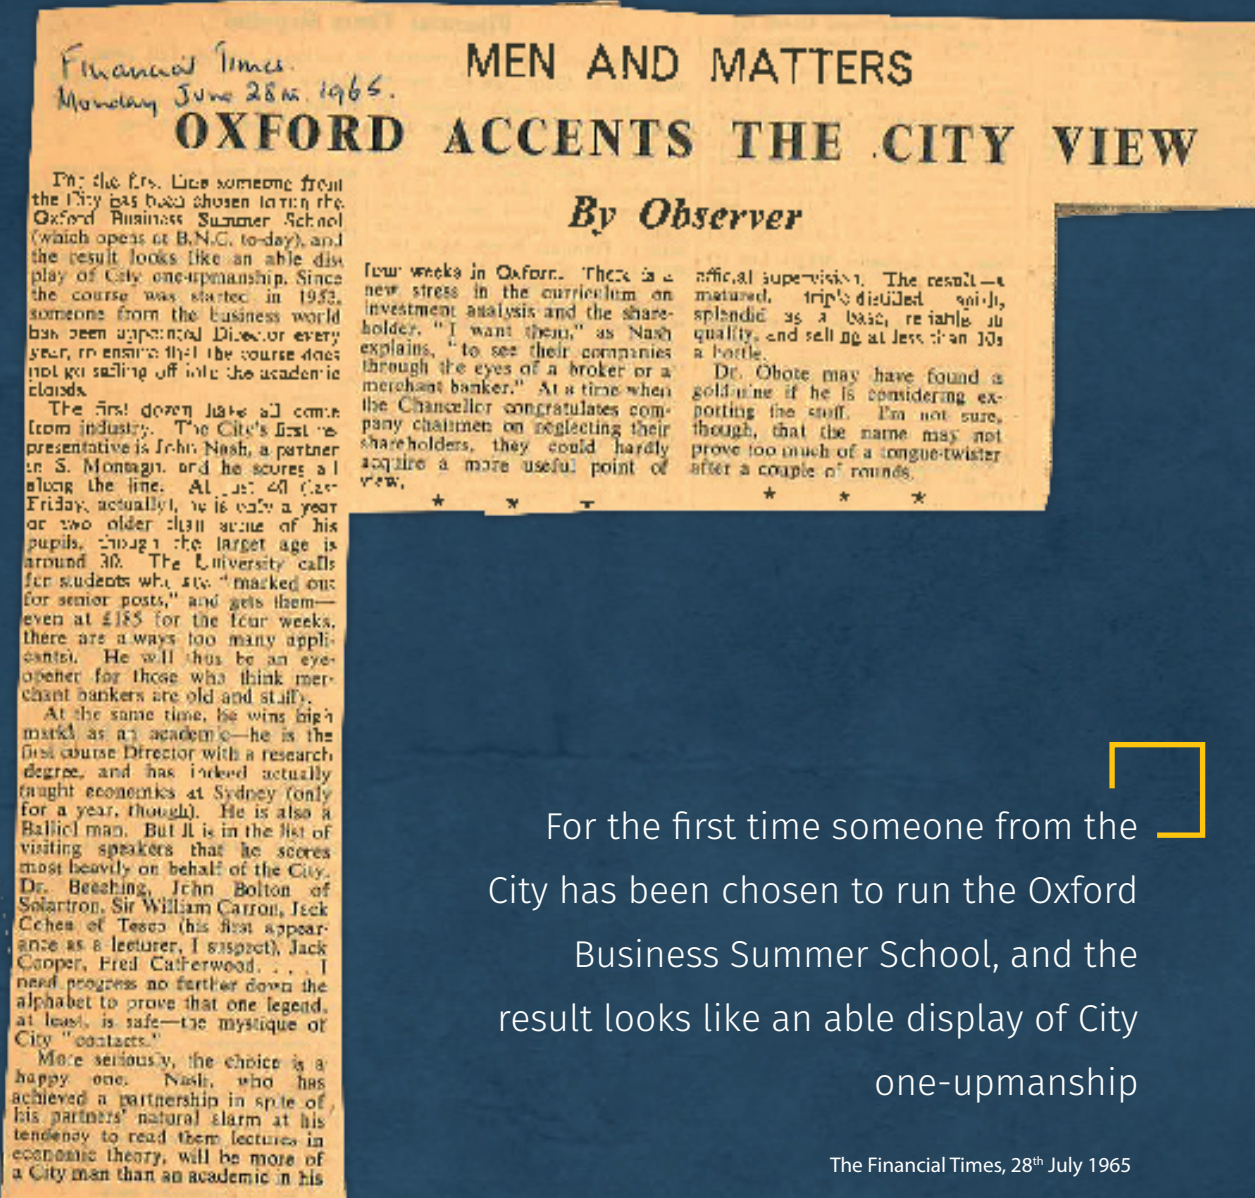 Financial Times.
Monday June 28th. 1965.
MEN AND MATTERS
OXFORD ACCENTS THE CITY VIEW
By Observer
For the first time someone from
the City has been chosen to run the
Oxford Business Summer School
(which opens at B.N.C. to-day), and
the result looks like an able dis-
play of City one-upmanship. Since
the course was started in 1953,
someone from the business world
has been appointed Director every
year, to ensure that the course does
not go sailing off into the academic
clouds.
The first dozen have all come
from industry. The City's first re-
presentative is John Nash, a partner
in S. Montagu, and he scores all
along the line. At just 40 (last
Friday, actually), he is only a year
or two older than some of his
pupils, though the target age is
around 30. The University calls
for students who are "marked out
for senior posts," and gets them—
even at £185 for the four weeks,
there are always too many appli-
cants). He will thus be an eye-
opener for those who think mer-
chant bankers are old and stuffy.
At the same time, he wins high
marks as an academic—he is the
first course Director with a research
degree, and has indeed actually
taught economics at Sydney (only
for a year, though). He is also a
Balliol man. But it is in the list of
visiting speakers that he scores
most heavily on behalf of the City.
Dr. Beeching, John Bolton of
Solartron, Sir William Carron, Jack
Cohen of Tesco (his first appear-
ance as a lecturer, I suspect), Jack
Cooper, Fred Catherwood. . . . I
need progress no further down the
alphabet to prove that one legend,
at least, is safe—the mystique of
City "contacts."
More seriously, the choice is a
happy one. Nash, who has
achieved a partnership in spite of
his partners' natural alarm at his
tendency to read them lectures in
economic theory, will be more of
a City man than an academic in his
four weeks in Oxford. There is a
new stress in the curriculum on
investment analysis and the share-
holder. "I want them," as Nash
explains, "to see their companies
through the eyes of a broker or a
merchant banker." At a time when
the Chancellor congratulates com-
pany chairmen on neglecting their
shareholders, they could hardly
acquire a more useful point of
view.
* * *
official supervision. The result—a
matured, triple distilled spirit,
splendid as a base, reliable in
quality, and selling at less than 30s
a bottle.
Dr. Obote may have found a
goldmine if he is considering ex-
porting the stuff. I'm not sure,
though, that the name may not
prove too much of a tongue-twister
after a couple of rounds.
* * *
For the first time someone from the
City has been chosen to run the Oxford
Business Summer School, and the
result looks like an able display of City
one-upmanship
The Financial Times, 28th July 1965